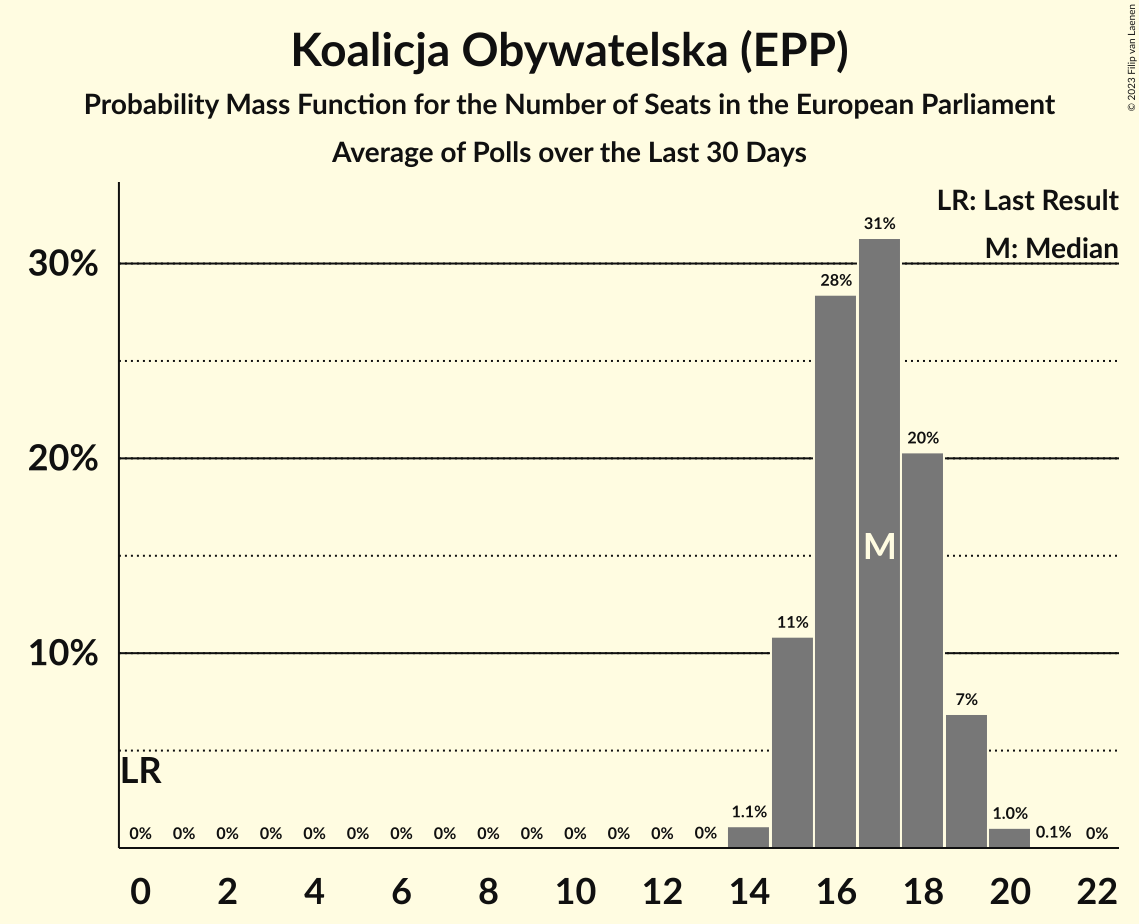 Koalicja Obywatelska (EPP)
Probability Mass Function for the Number of Seats in the European Parliament
Average of Polls over the Last 30 Days
© 2023 Filip van Laenen
LR: Last Result
M: Median
31%
30%
28%
20%
20%
M
11%
10%
7%
LR
0% 0% 0% 0% 0% 0% 0% 0% 0% 0% 0% 0% 0% 0% 1.1% 1.0% 0.1% 0%
0 2 4 6 8 10 12 14 16 18 20 22